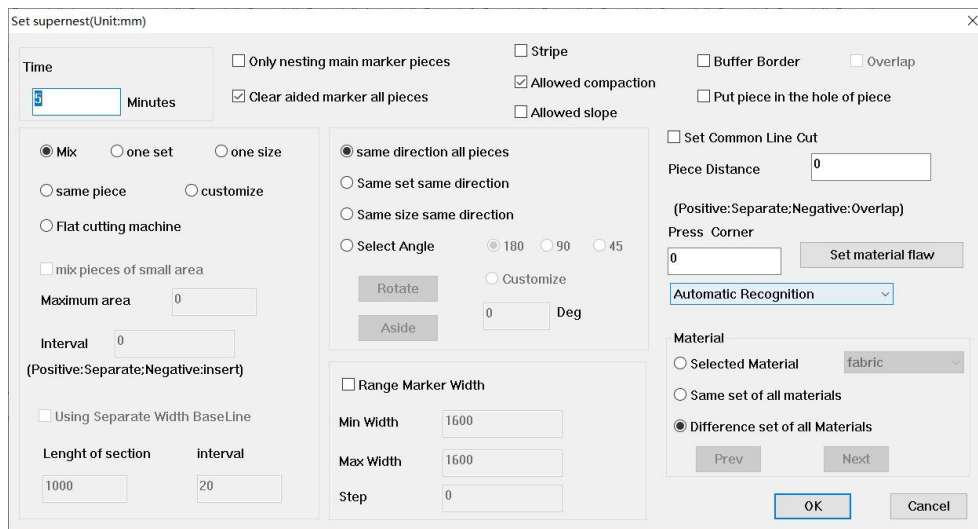 Set supernest(Unit:mm)
Time
5 Minutes
Only nesting main marker pieces
Clear aided marker all pieces
Stripe
Allowed compaction
Allowed slope
Buffer Border Overlap
Put piece in the hole of piece
Mix one set one size
same piece customize
Flat cutting machine
mix pieces of small area
Maximum area 0
Interval 0
(Positive:Separate;Negative:insert)
Using Separate Width BaseLine
Lenght of section interval
1000 20
same direction all pieces
Same set same direction
Same size same direction
Select Angle 180 90 45
Rotate Customize
Aside 0 Deg
Range Marker Width
Min Width 1600
Max Width 1600
Step 0
Set Common Line Cut
Piece Distance 0
(Positive:Separate;Negative:Overlap)
Press Corner
0 Set material flaw
Automatic Recognition
Material
Selected Material fabric
Same set of all materials
Difference set of all Materials
Prev Next
OK Cancel